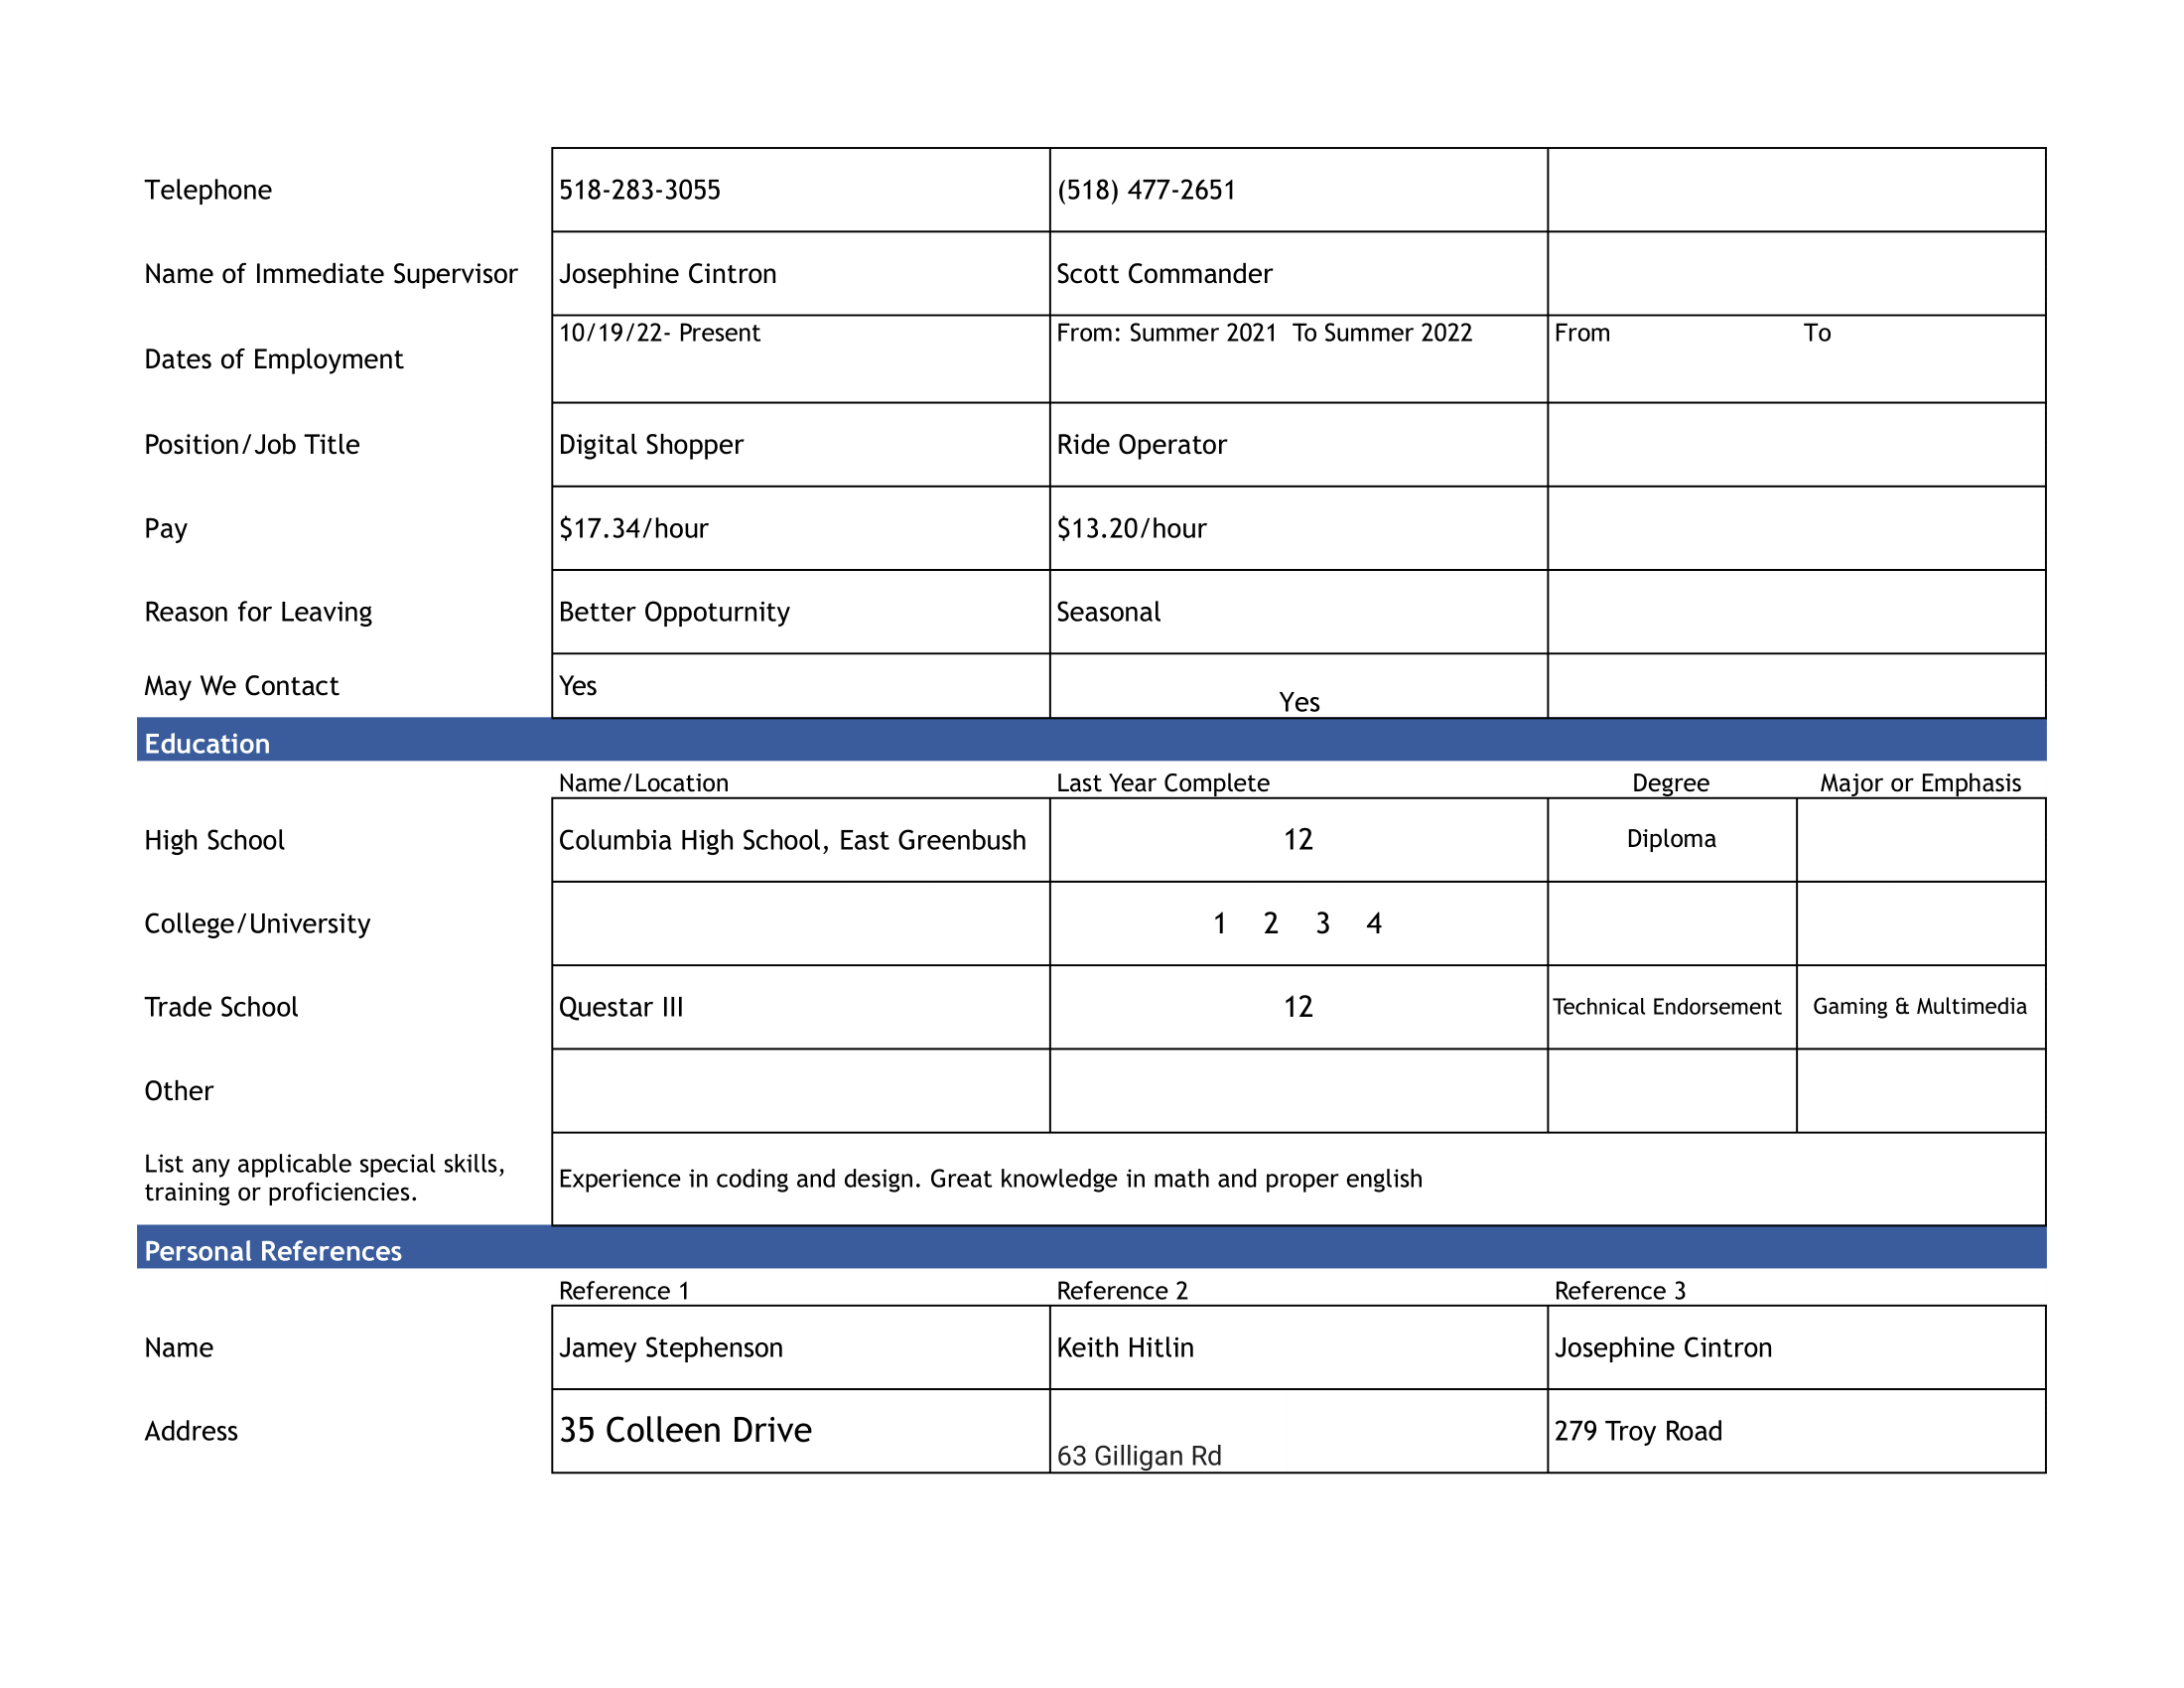 Telephone 518-283-3055 (518) 477-2651
Name of Immediate Supervisor Josephine Cintron Scott Commander
Dates of Employment 10/19/22- Present From: Summer 2021 To Summer 2022 From To
Position/Job Title Digital Shopper Ride Operator
Pay $17.34/hour $13.20/hour
Reason for Leaving Better Oppoturnity Seasonal
May We Contact Yes Yes
Education
Name/Location Last Year Complete Degree Major or Emphasis
High School Columbia High School, East Greenbush 12 Diploma
College/University 1 2 3 4
Trade School Questar III 12 Technical Endorsement Gaming & Multimedia
Other
List any applicable special skills,
training or proficiencies.
Experience in coding and design. Great knowledge in math and proper english
Personal References
Reference 1 Reference 2 Reference 3
Name Jamey Stephenson Keith Hitlin Josephine Cintron
Address 35 Colleen Drive 63 Gilligan Rd 279 Troy Road